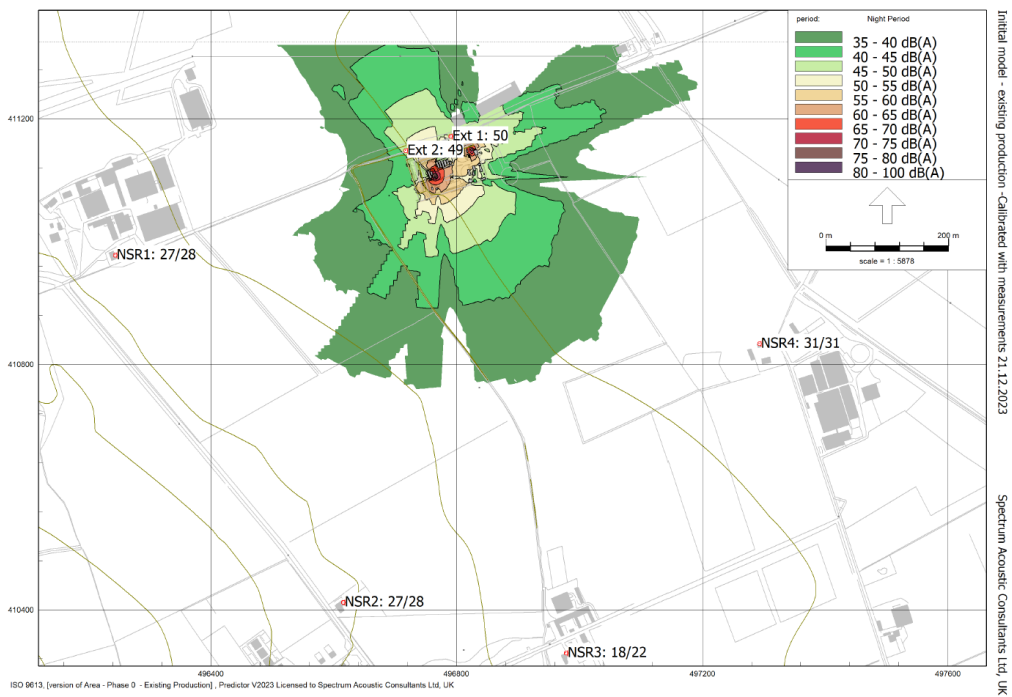 period: Night Period
35 - 40 dB(A)
40 - 45 dB(A)
45 - 50 dB(A)
50 - 55 dB(A)
55 - 60 dB(A)
60 - 65 dB(A)
65 - 70 dB(A)
70 - 75 dB(A)
75 - 80 dB(A)
80 - 100 dB(A)
0 m 200 m
scale = 1 : 5878
411200
410800
410400
Ext 1: 50
Ext 2: 49
NSR1: 27/28
NSR4: 31/31
NSR2: 27/28
NSR3: 18/22
496400 496800 497200 497600
ISO 9613, [version of Area - Phase 0 - Existing Production] , Predictor V2023 Licensed to Spectrum Acoustic Consultants Ltd, UK
Initital model - existing production -Calibrated with measurements 21.12.2023
Spectrum Acoustic Consultants Ltd, UK